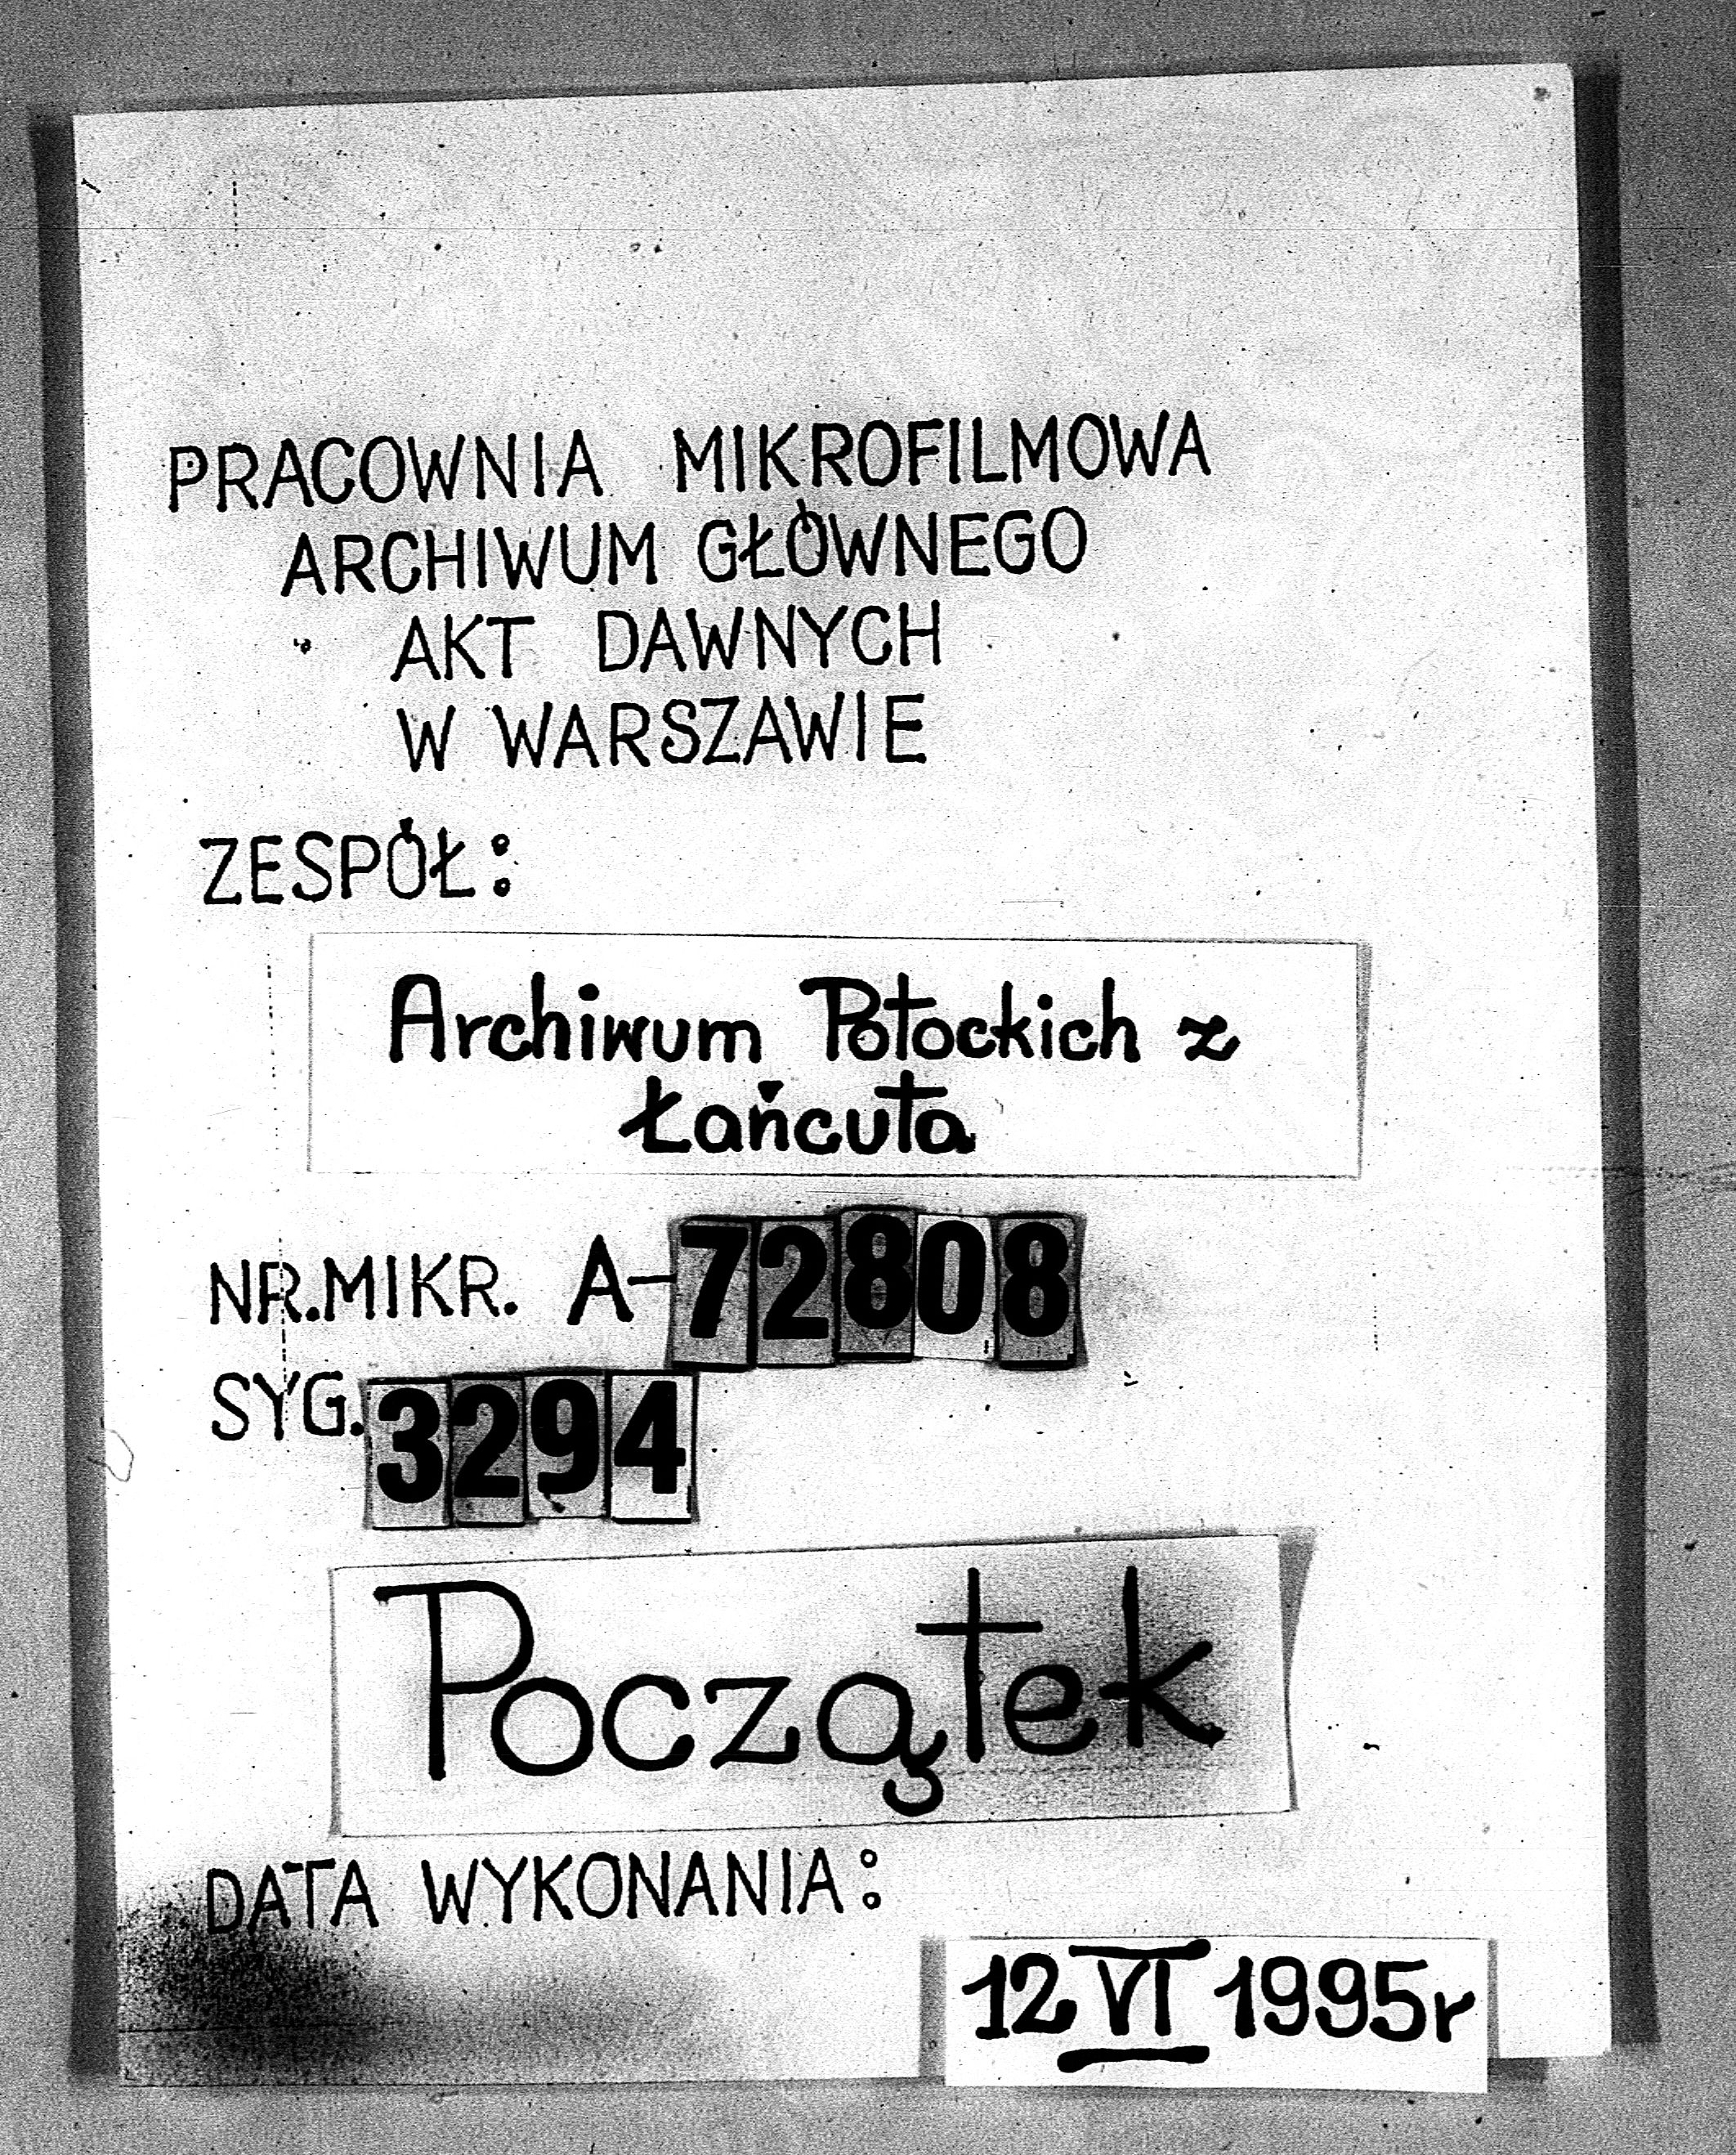 PRACOWNIA MIKROFILMOWA
ARCHIWUM GŁÓWNEGO
AKT DAWNYCH
W WARSZAWIE
ZESPÓŁ:
Archiwum Potockich z
Łańcuta
NR.MIKR. A-72808
SYG. 3294
Początek
DATA WYKONANIA:
12 VI 1995r